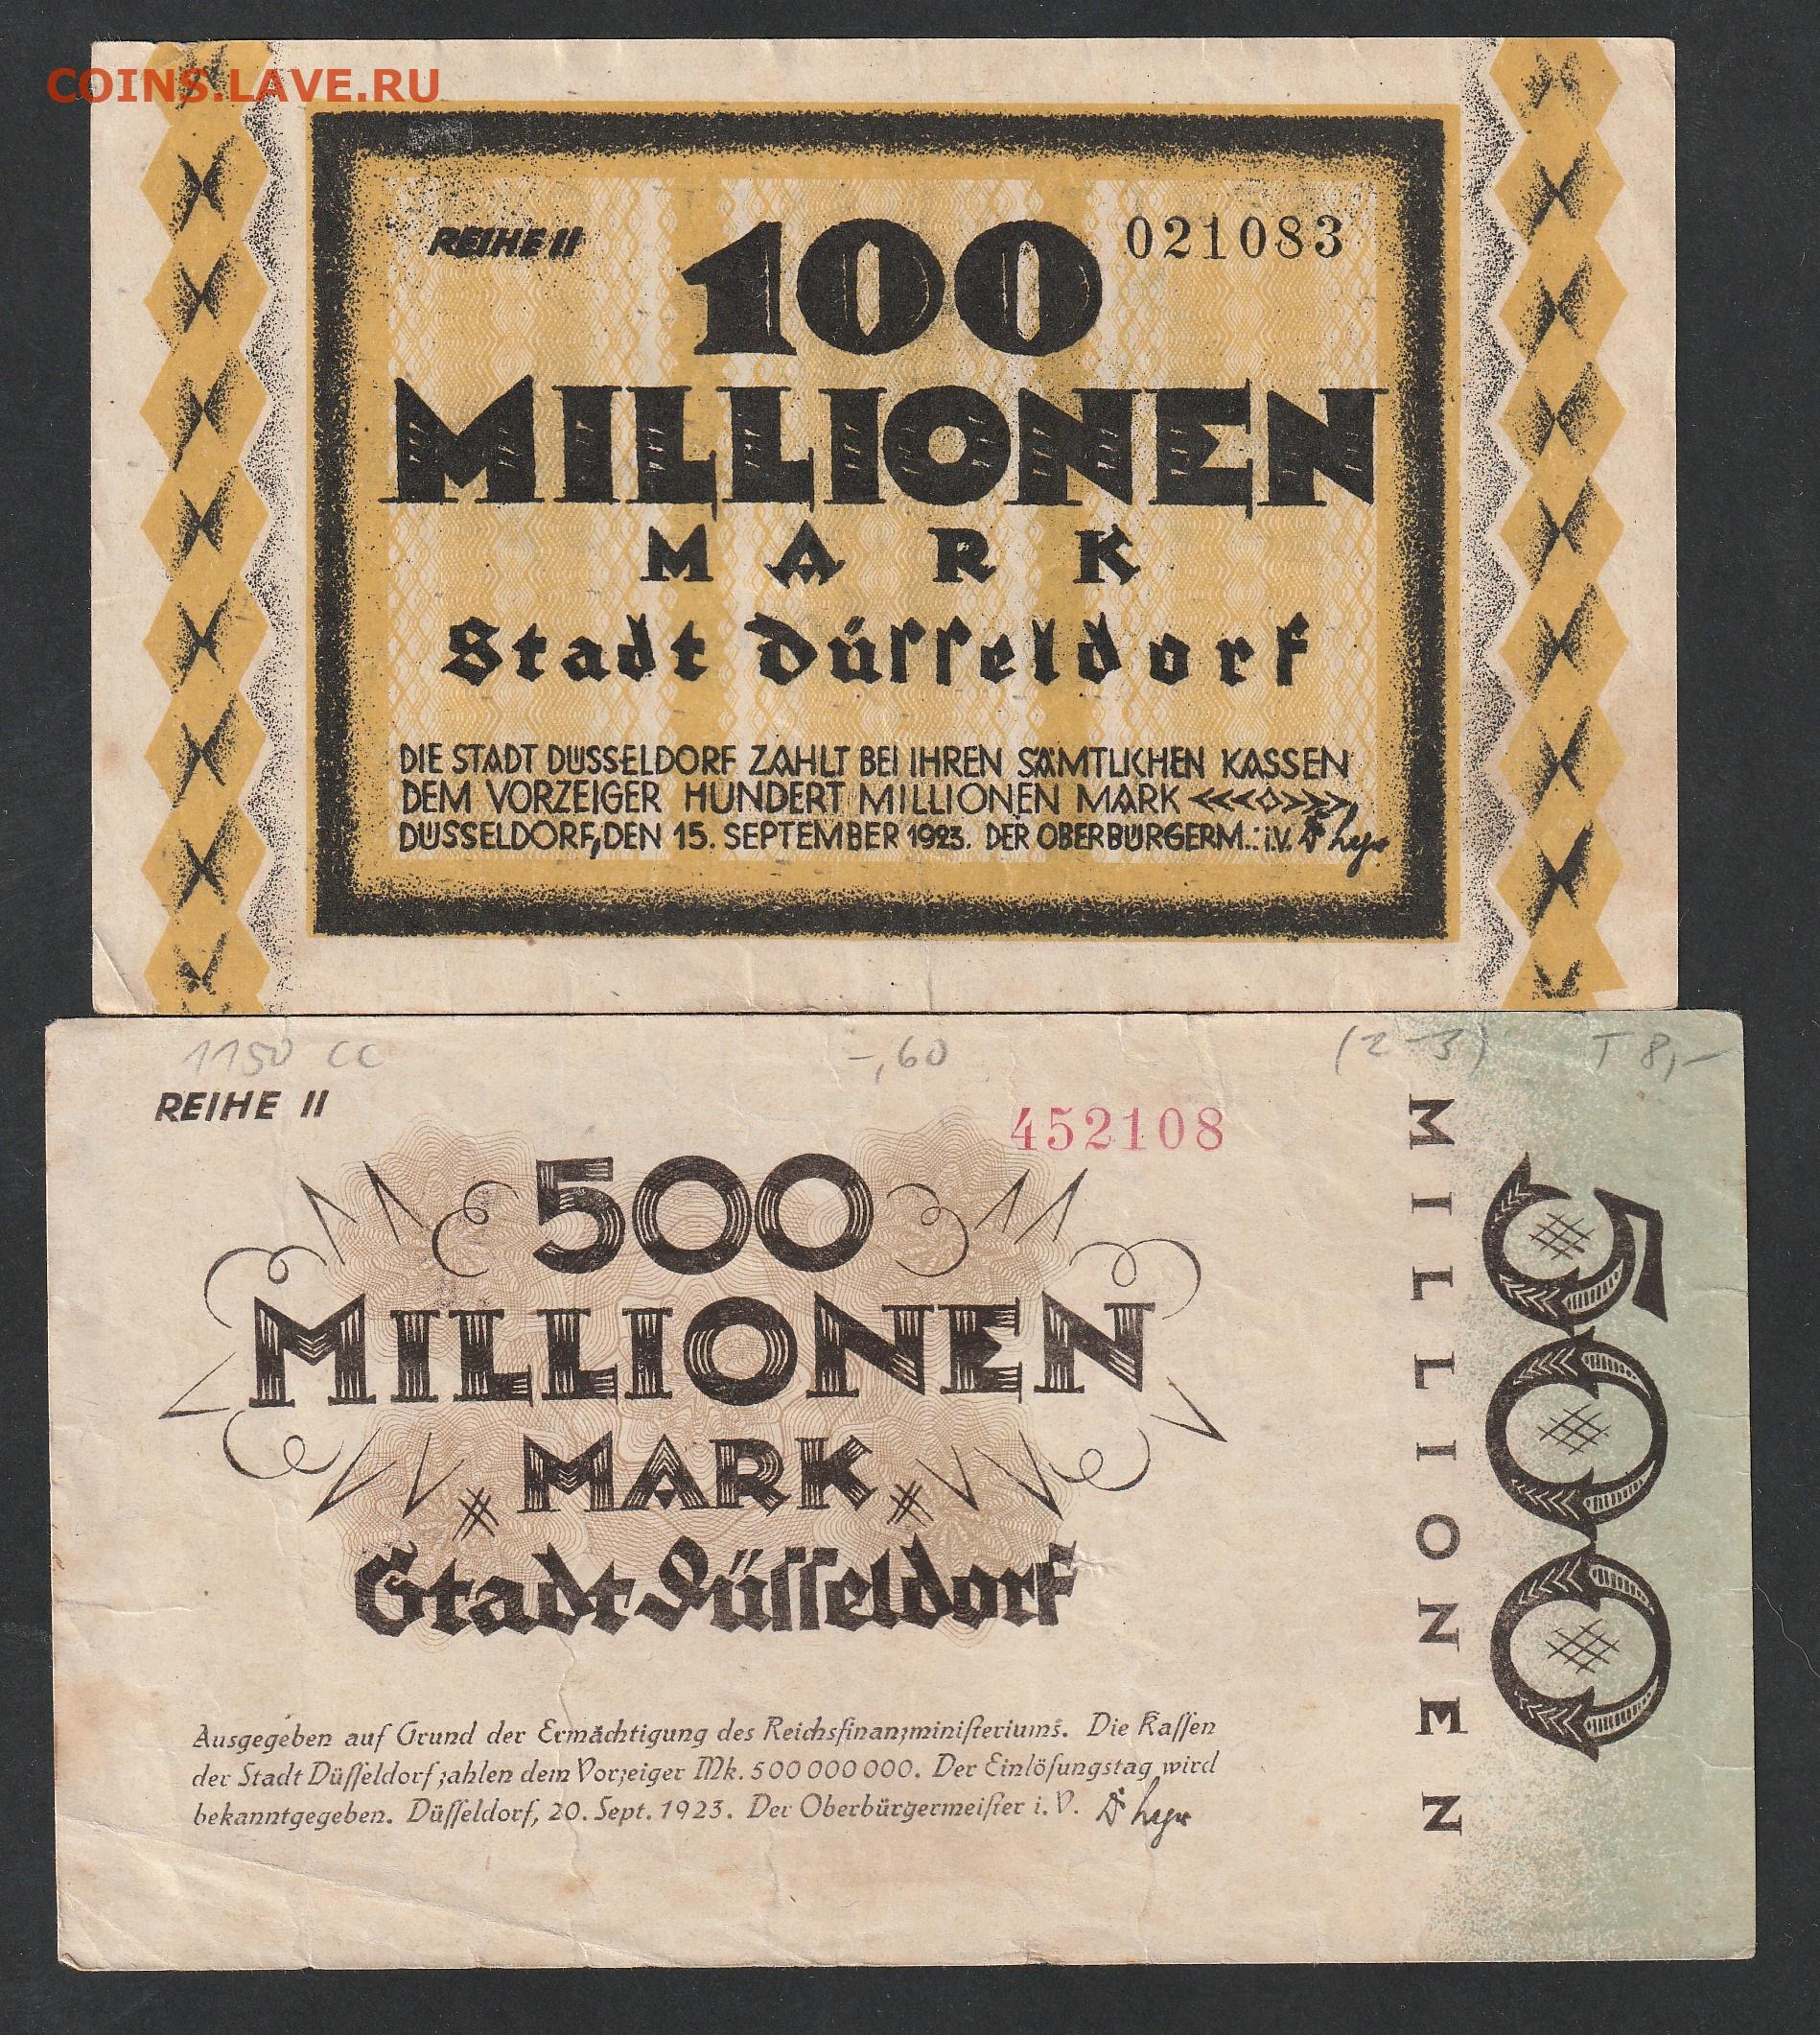 COINS.LAVE.RU
REIHE II
100
021083
MILLIONEN
MARK
Stadt Düsseldorf
DIE STADT DÜSSELDORF ZAHLT BEI IHREN SÄMTLICHEN KASSEN
DEM VORZEIGER HUNDERT MILLIONEN MARK <<<◇>>>
DÜSSELDORF, DEN 15. SEPTEMBER 1923. DER OBERBÜRGERM.: i.V.
1150 CC
-,60
(2-3)
T 8,-
REIHE II
452108
500
MILLIONEN
MARK
Stadt Düsseldorf
Ausgegeben auf Grund der Ermächtigung des Reichsfinanzministeriums. Die Kassen
der Stadt Düsseldorf zahlen dem Vorzeiger Mk. 500 000 000. Der Einlösungstag wird
bekanntgegeben. Düsseldorf, 20. Sept. 1923. Der Oberbürgermeister i. V.
MILLIONEN
500